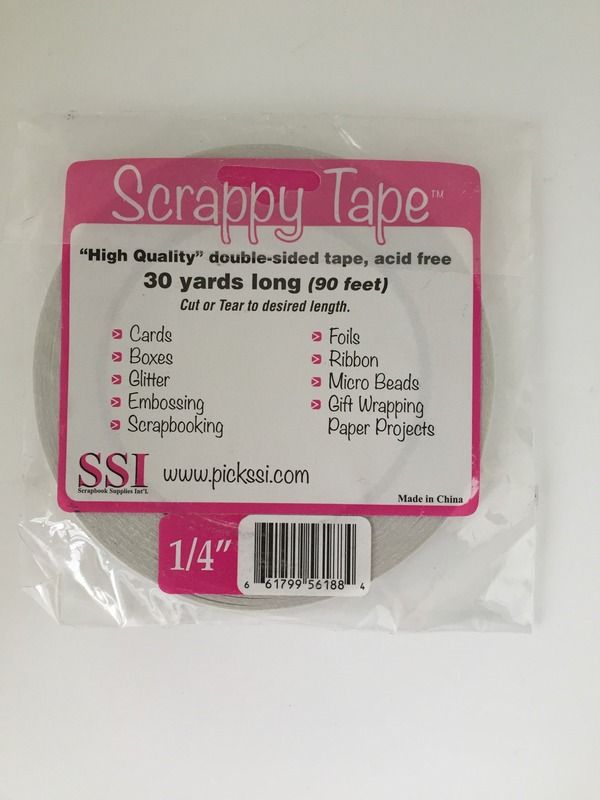 Scrappy Tape™
“High Quality” double-sided tape, acid free
30 yards long (90 feet)
Cut or Tear to desired length.
Cards
Boxes
Glitter
Embossing
Scrapbooking
Foils
Ribbon
Micro Beads
Gift Wrapping
Paper Projects
SSI
Scrapbook Supplies Int'l.
www.pickssi.com
Made in China
1/4”
6 61799 56188 4